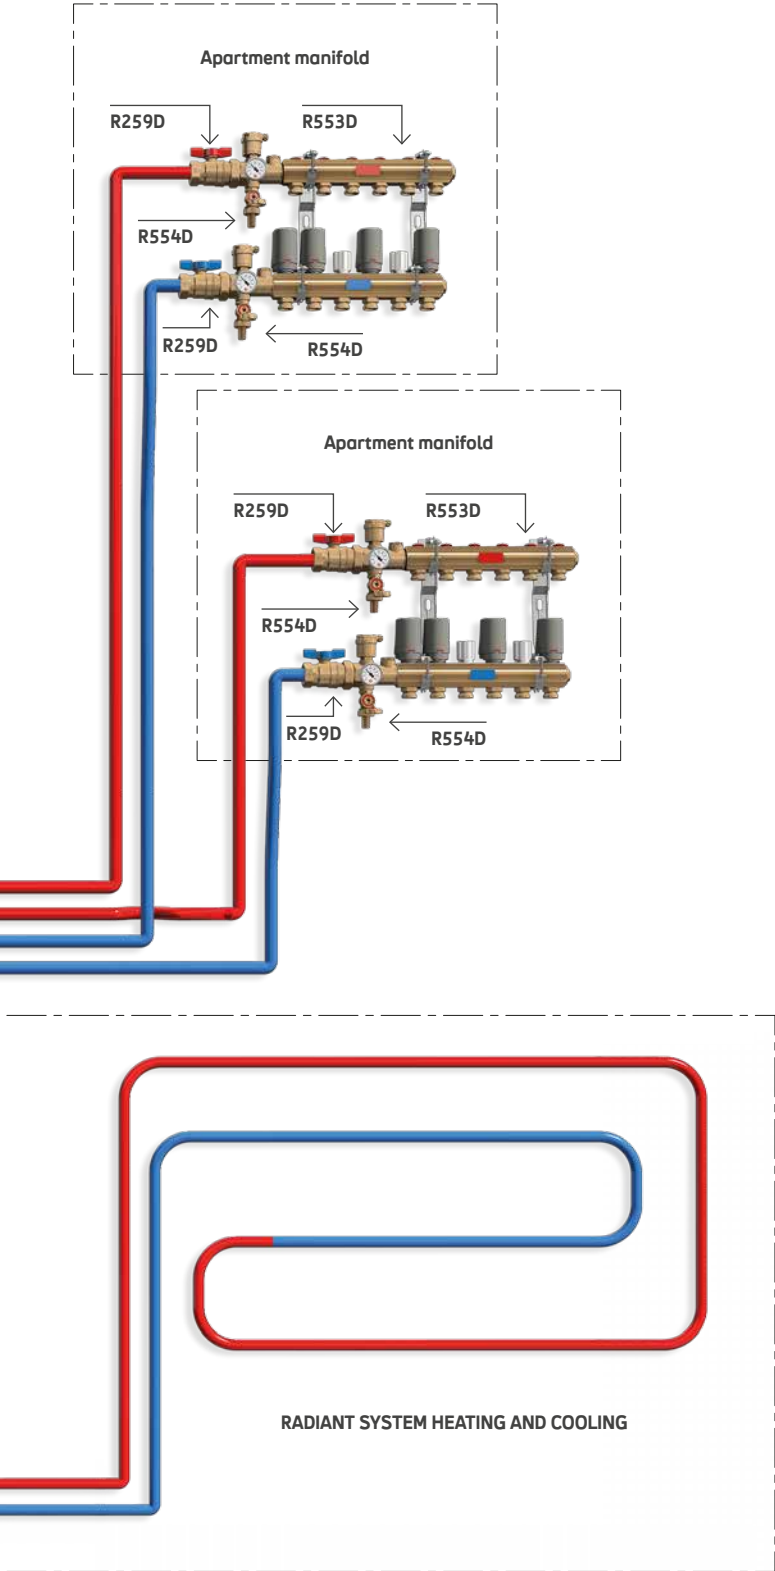 Apartment manifold
R259D
R553D
R554D
R259D
R554D
Apartment manifold
R259D
R553D
R554D
R259D
R554D
RADIANT SYSTEM HEATING AND COOLING